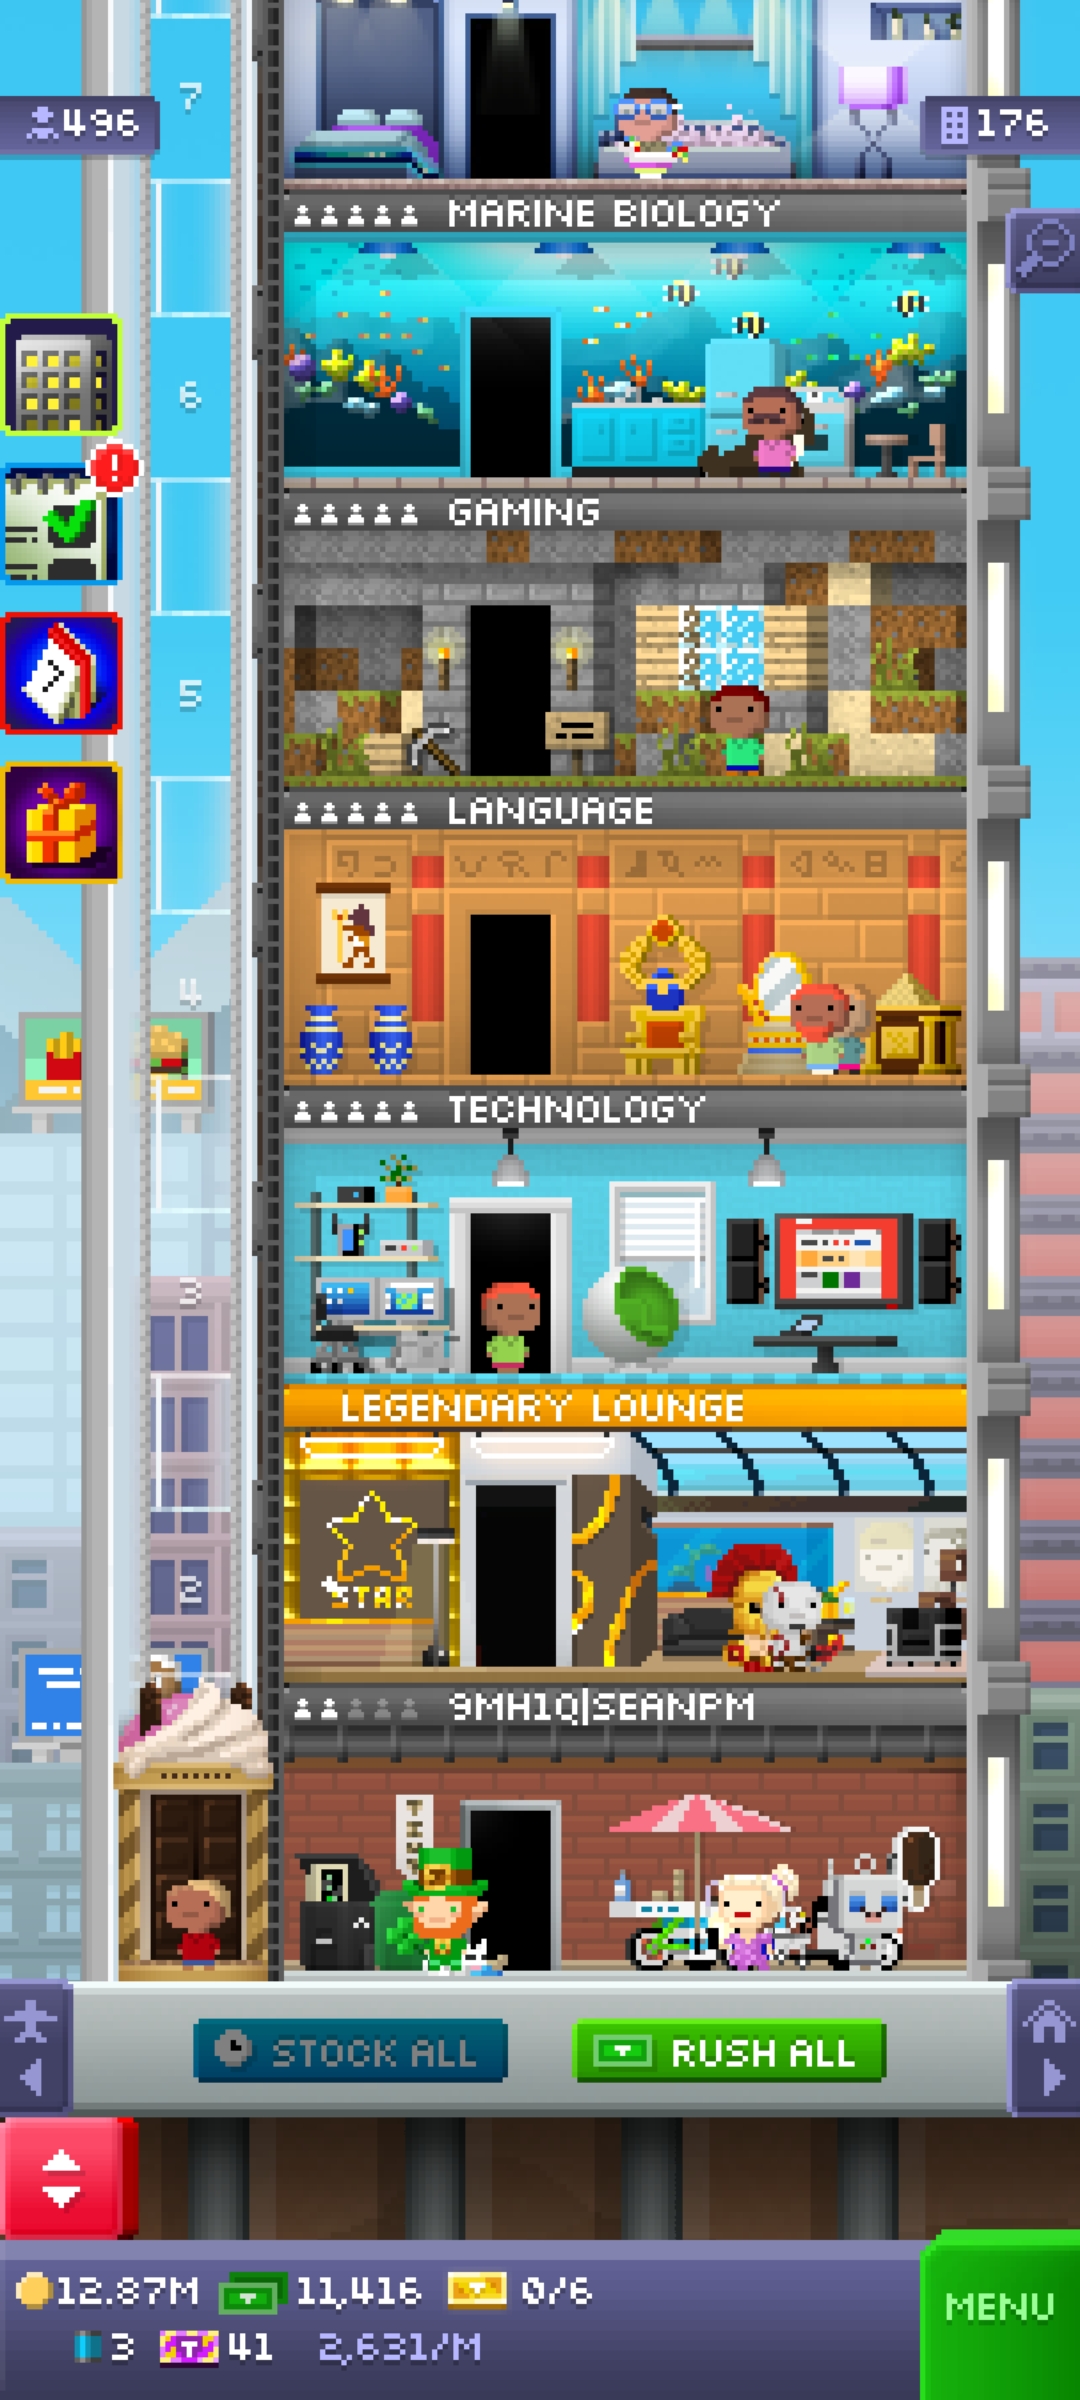 7
496
176
MARINE BIOLOGY
6
GAMING
5
LANGUAGE
4
TECHNOLOGY
3
LEGENDARY LOUNGE
STAR
2
9MH1Q|SEANPM
STOCK ALL
RUSH ALL
12.87M 11,416 0/6
3 41 2,631/M
MENU